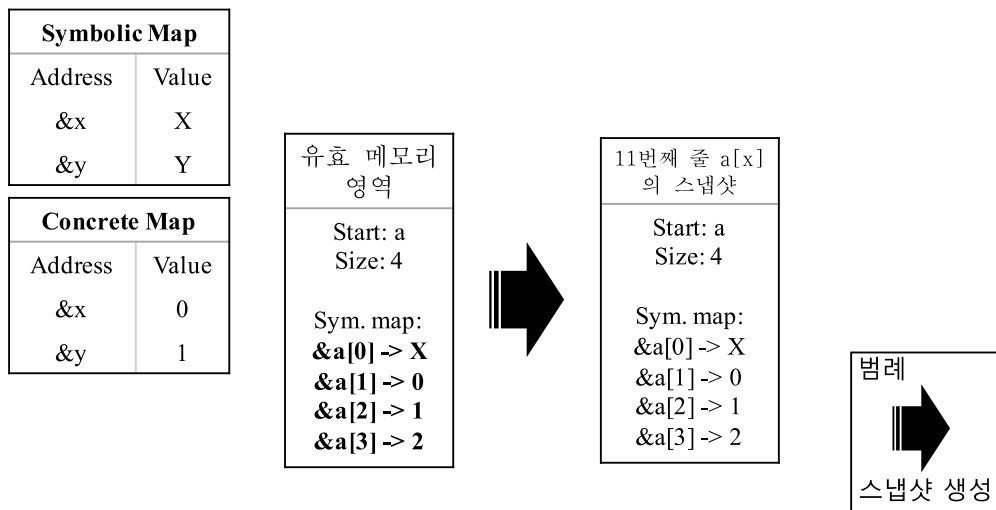 Symbolic Map
Address Value
&x X
&y Y
Concrete Map
Address Value
&x 0
&y 1
유효 메모리
영역
Start: a
Size: 4
Sym. map:
&a[0] -> X
&a[1] -> 0
&a[2] -> 1
&a[3] -> 2
11번째 줄 a[x]
의 스냅샷
Start: a
Size: 4
Sym. map:
&a[0] -> X
&a[1] -> 0
&a[2] -> 1
&a[3] -> 2
범례
스냅샷 생성